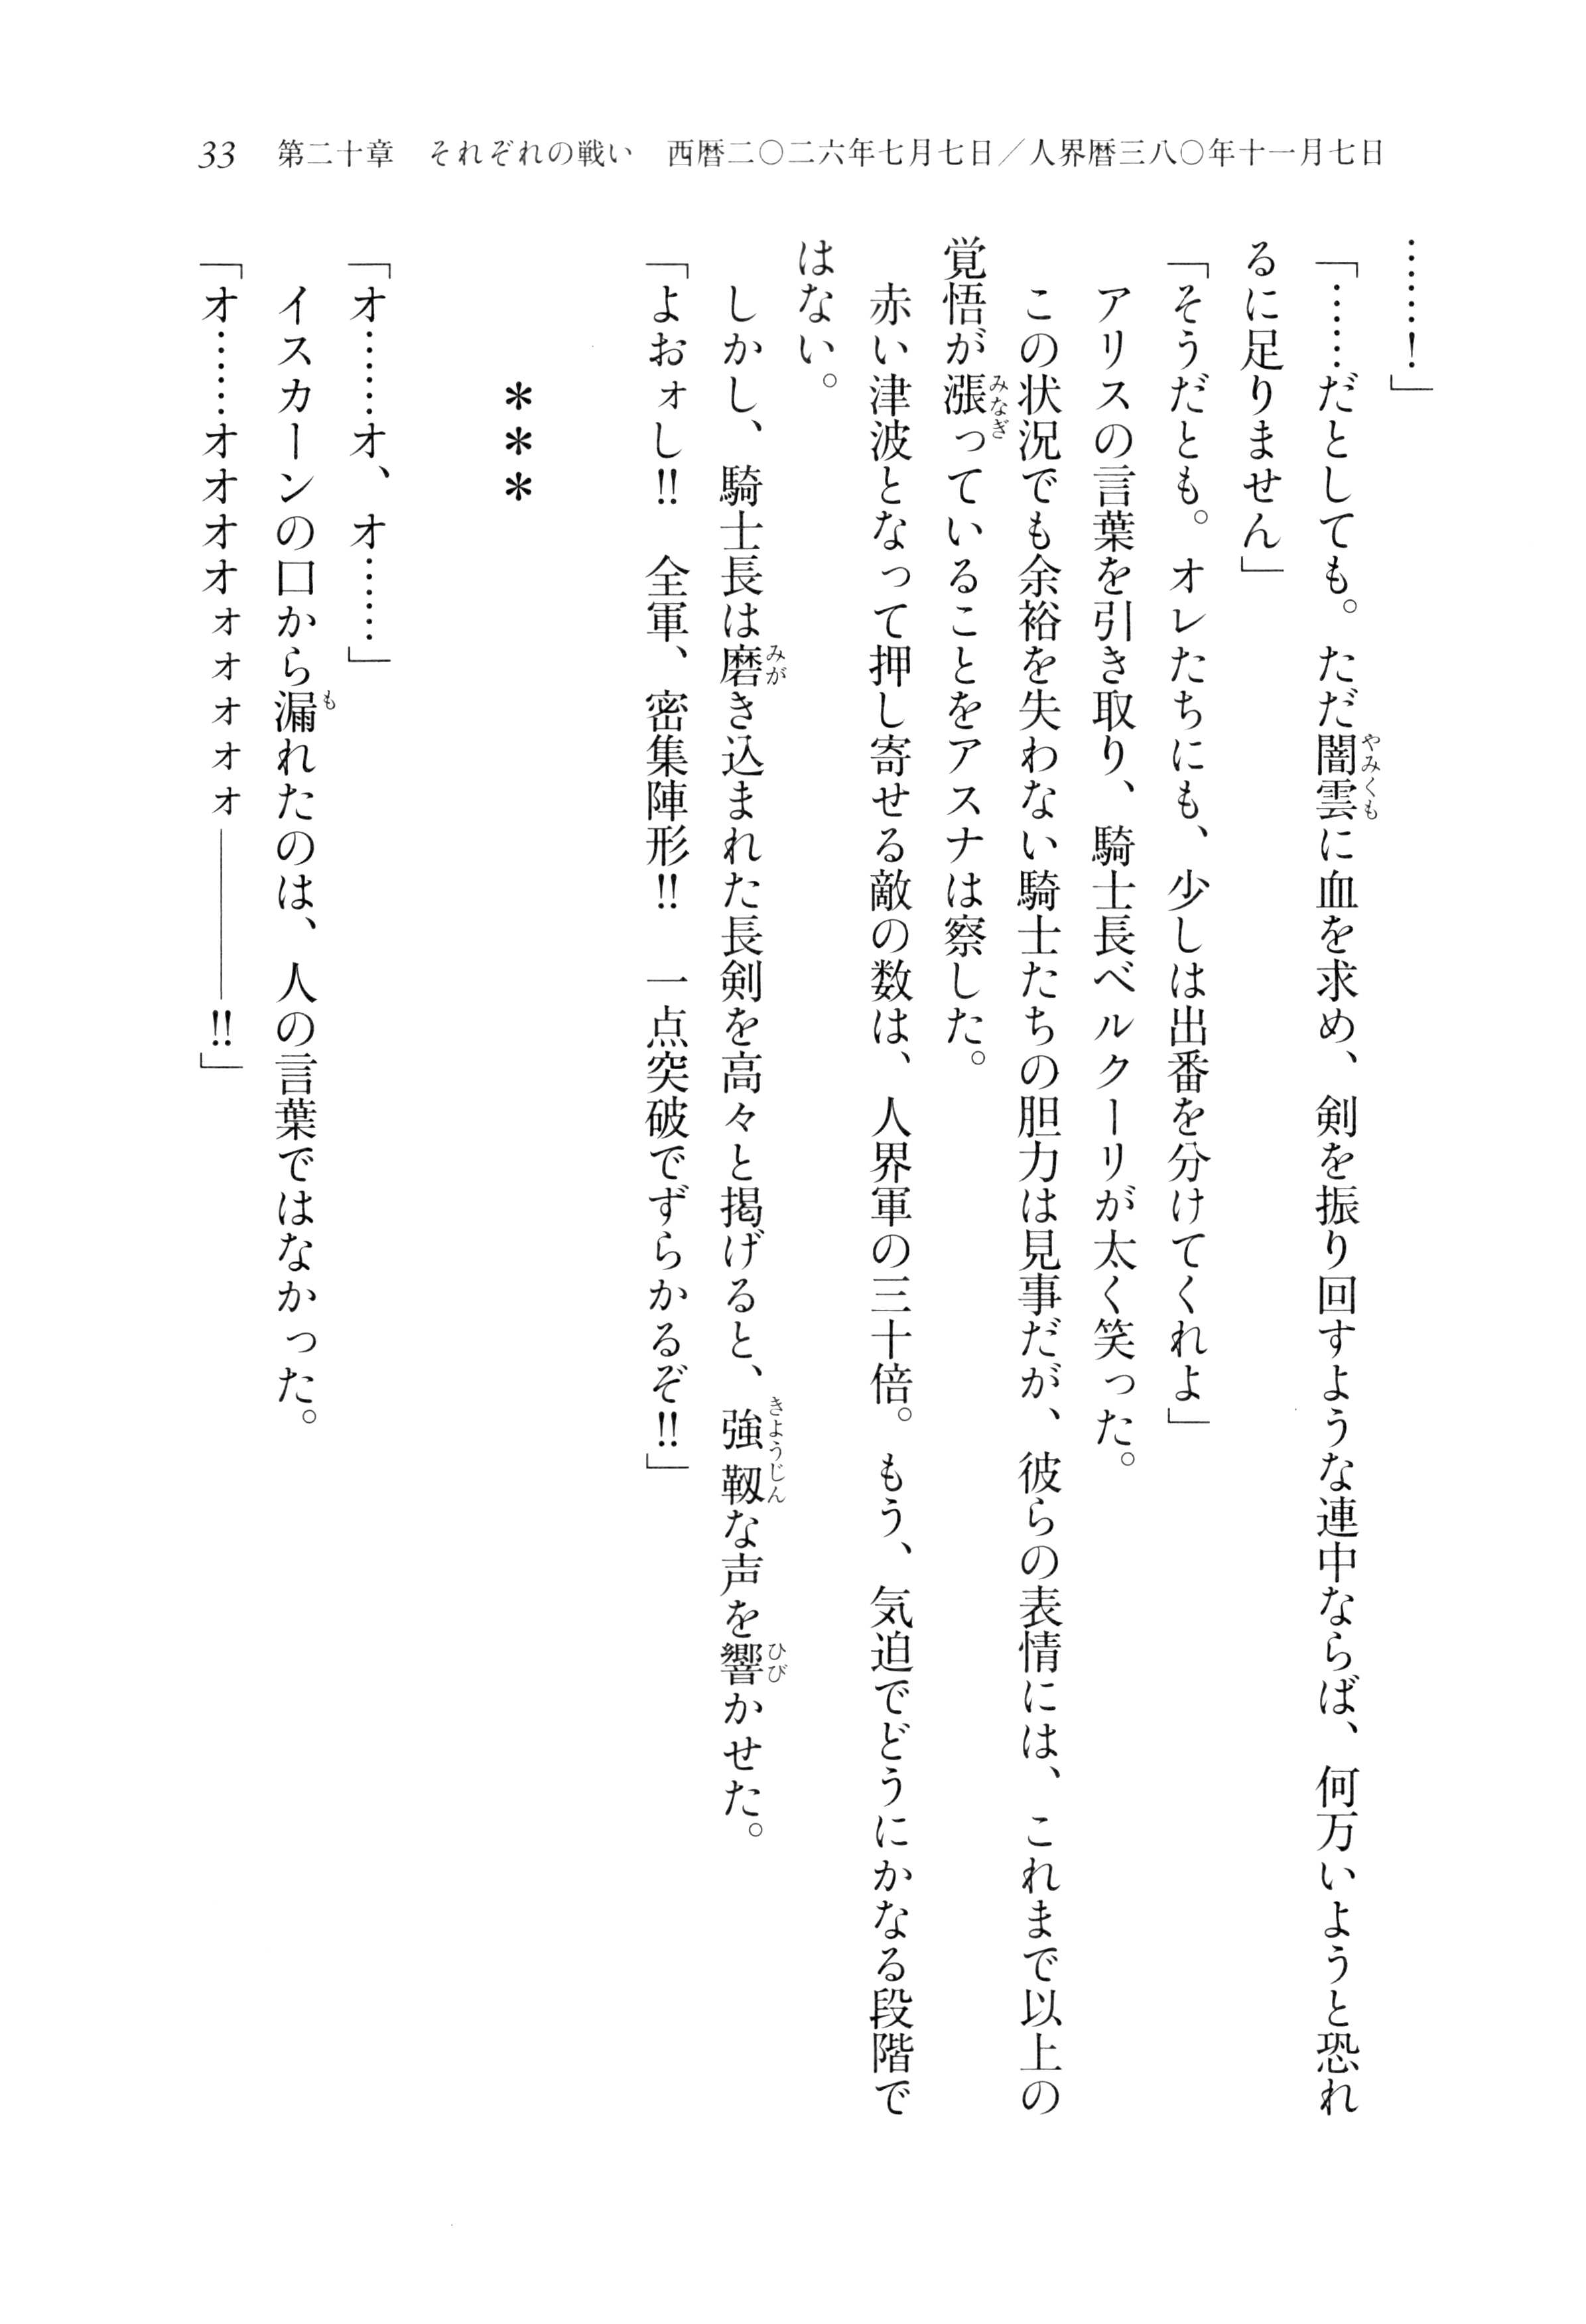 33　第二十章　それぞれの戦い　西暦二〇二六年七月七日／人界暦三八〇年十一月七日
………！」
「……だとしても。ただ闇雲に血を求め、剣を振り回すような連中ならば、何万いようと恐れ
るに足りません」
「そうだとも。オレたちにも、少しは出番を分けてくれよ」
　アリスの言葉を引き取り、騎士長ベルクーリが太く笑った。
　この状況でも余裕を失わない騎士たちの胆力は見事だが、彼らの表情には、これまで以上の
覚悟が漲っていることをアスナは察した。
　赤い津波となって押し寄せる敵の数は、人界軍の三十倍。もう、気迫でどうにかなる段階で
はない。
　しかし、騎士長は磨き込まれた長剣を高々と掲げると、強靱な声を響かせた。
「よおォし‼　全軍、密集陣形‼　一点突破でずらかるぞ‼」
＊＊＊
「オ……オ、オ……」
　イスカーンの口から漏れたのは、人の言葉ではなかった。
「オ……オオオオォォォォォ――――‼」